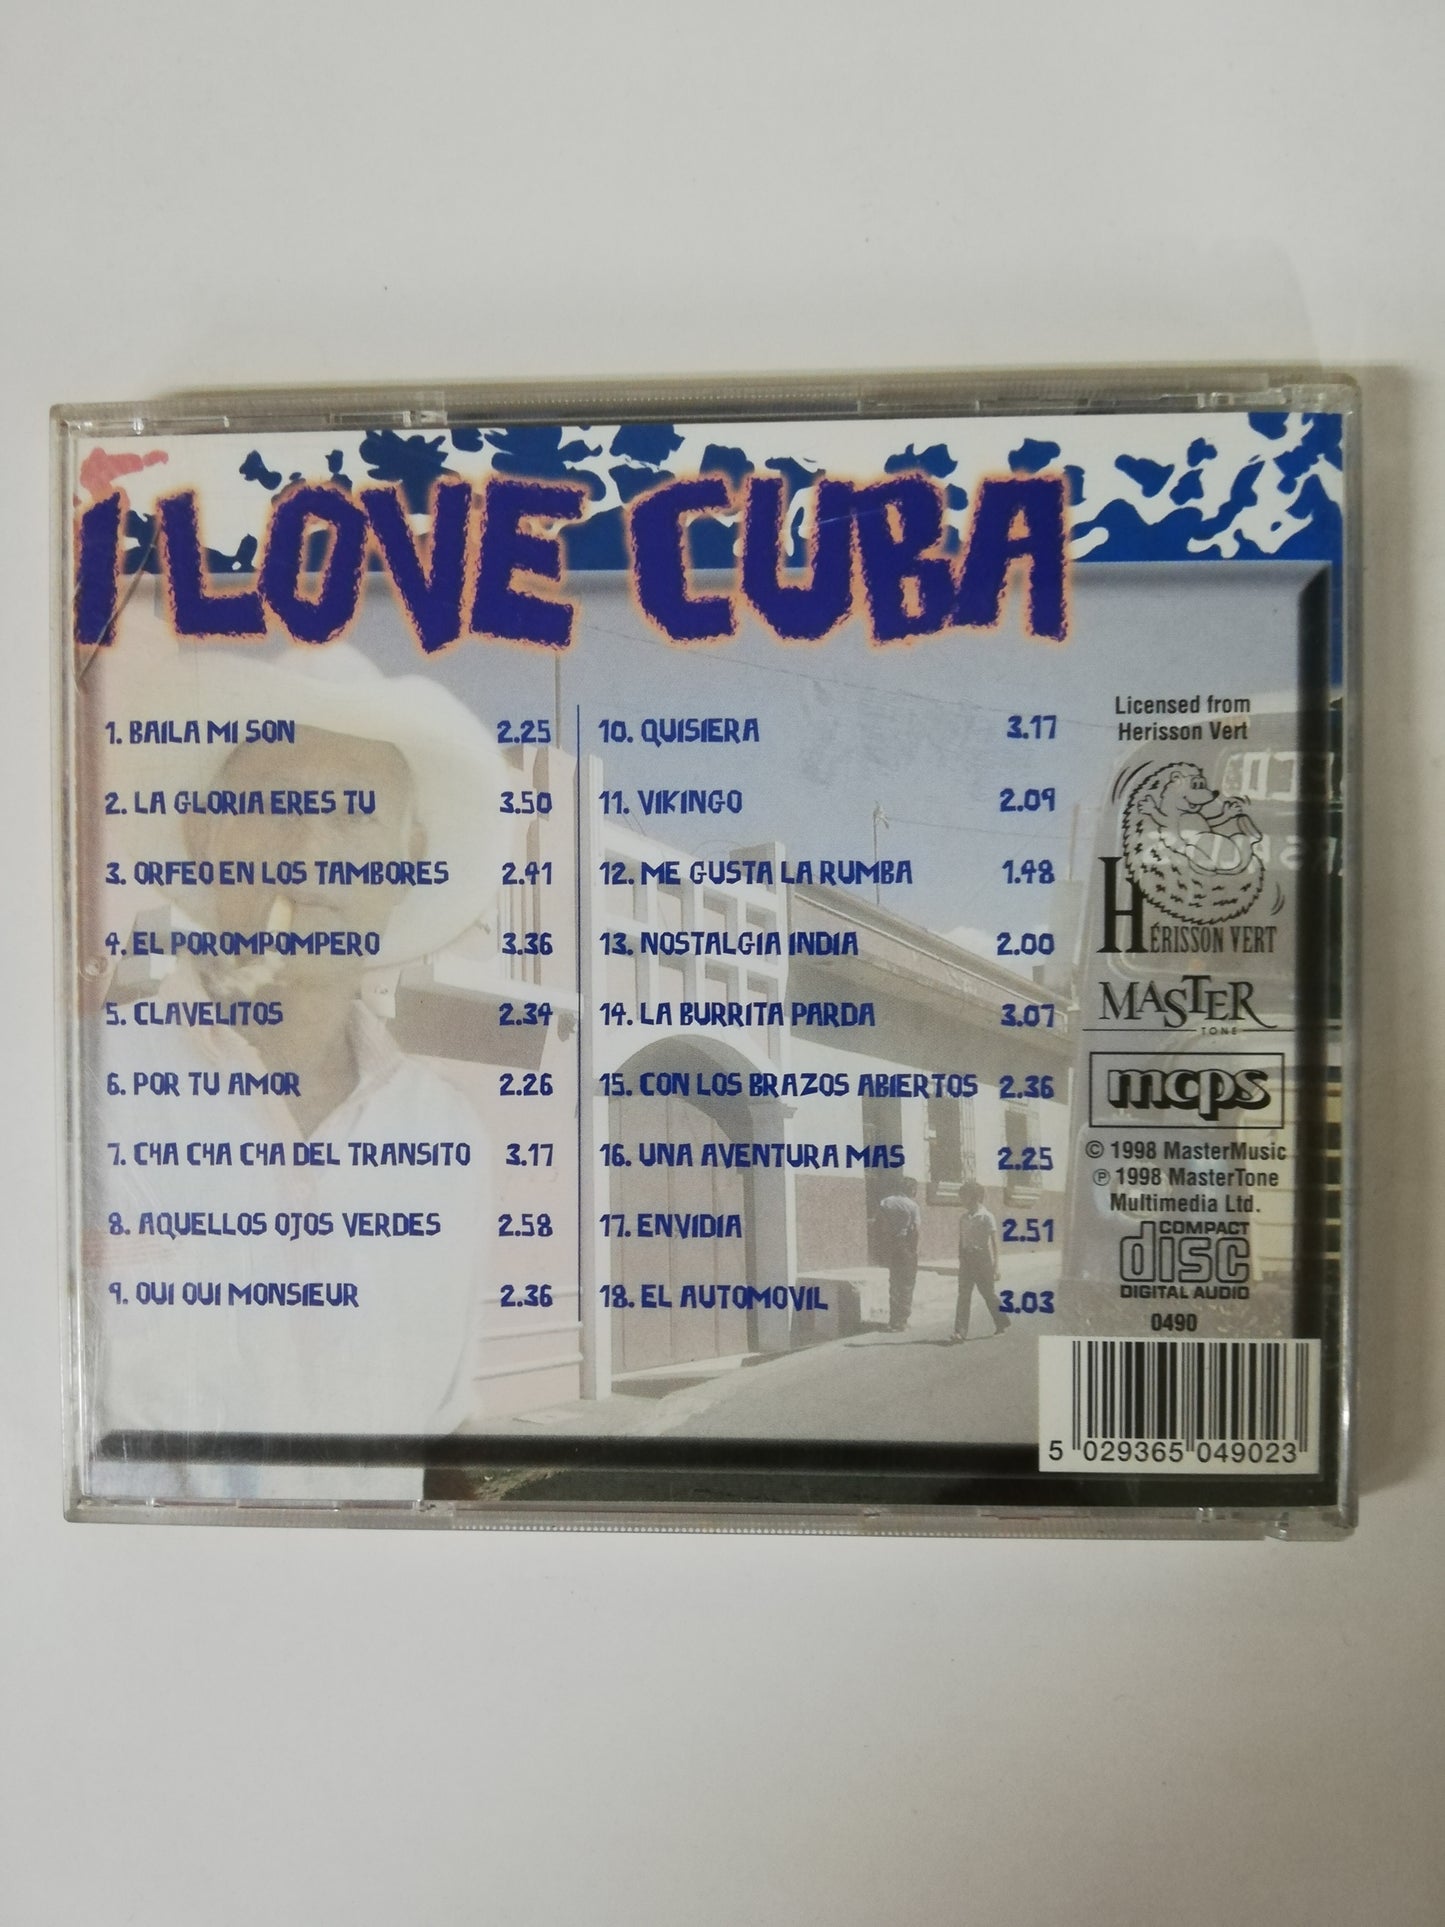 I LOVE CUBA
1. BAILA MI SON 2.25
2. LA GLORIA ERES TU 3.50
3. ORFEO EN LOS TAMBORES 2.41
4. EL POROMPOMPERO 3.36
5. CLAVELITOS 2.34
6. POR TU AMOR 2.26
7. CHA CHA CHA DEL TRANSITO 3.17
8. AQUELLOS OJOS VERDES 2.58
9. OUI OUI MONSIEUR 2.36
10. QUISIERA 3.17
11. VIKINGO 2.09
12. ME GUSTA LA RUMBA 1.48
13. NOSTALGIA INDIA 2.00
14. LA BURRITA PARDA 3.07
15. CON LOS BRAZOS ABIERTOS 2.36
16. UNA AVENTURA MAS 2.25
17. ENVIDIA 2.51
18. EL AUTOMOVIL 3.03
Licensed from
Herisson Vert
HÉRISSON VERT
MASTER
TONE
mcps
© 1998 MasterMusic
℗ 1998 MasterTone
Multimedia Ltd.
COMPACT
disc
DIGITAL AUDIO
0490
5 029365 049023